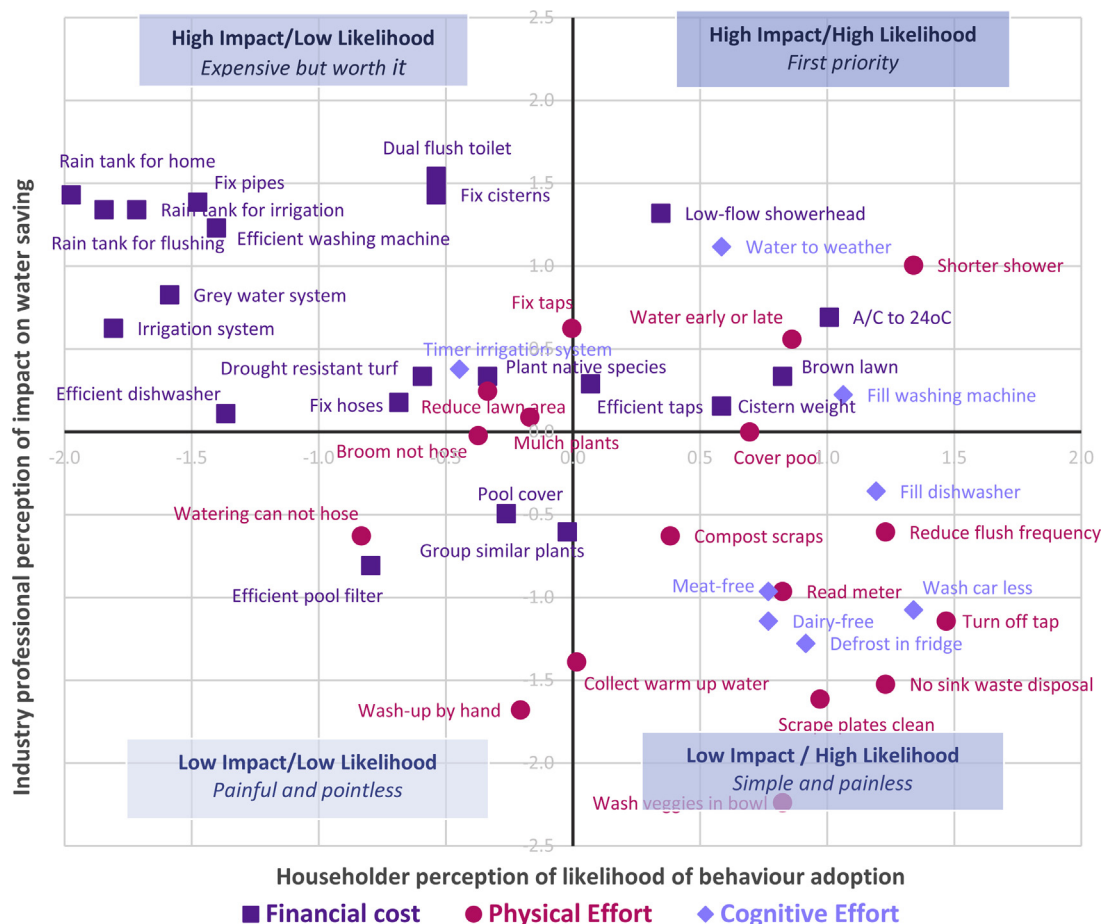 2.5
High Impact/Low Likelihood
Expensive but worth it
High Impact/High Likelihood
First priority
2.0
Dual flush toilet
Rain tank for home
Fix pipes
1.5
Fix cisterns
Rain tank for irrigation
Low-flow showerhead
Rain tank for flushing
Efficient washing machine
Water to weather
1.0
Shorter shower
Grey water system
Fix taps
Irrigation system
Water early or late
A/C to 24oC
Timer irrigation system
0.5
Drought resistant turf
Plant native species
Brown lawn
Efficient dishwasher
Fix hoses
Reduce lawn area
Efficient taps
Cistern weight
Fill washing machine
0.0
Broom not hose
Mulch plants
Cover pool
-2.0
-1.5
-1.0
-0.5
0.0
0.5
1.0
1.5
2.0
Pool cover
Fill dishwasher
Watering can not hose
-0.5
Group similar plants
Compost scraps
Reduce flush frequency
Efficient pool filter
Meat-free
Read meter
Wash car less
-1.0
Dairy-free
Turn off tap
Defrost in fridge
-1.5
Collect warm up water
No sink waste disposal
Wash-up by hand
Scrape plates clean
Low Impact/Low Likelihood
Painful and pointless
Low Impact / High Likelihood
Simple and painless
-2.0
Wash veggies in bowl
-2.5
Industry professional perception of impact on water saving
Householder perception of likelihood of behaviour adoption
Financial cost
Physical Effort
Cognitive Effort